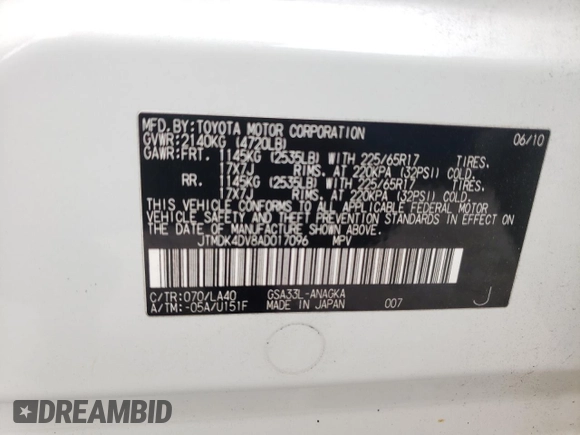 MFD.BY:TOYOTA MOTOR CORPORATION 06/10
GVWR:2140KG (4720LB)
GAWR:FRT. 1145KG (2535LB) WITH 225/65R17 TIRES.
17X7J RIMS. AT 220KPA (32PSI) COLD.
RR. 1145KG (2535LB) WITH 225/65R17 TIRES.
17X7J RIMS. AT 220KPA (32PSI) COLD.
THIS VEHICLE CONFORMS TO ALL APPLICABLE FEDERAL MOTOR
VEHICLE SAFETY AND THEFT PREVENTION STANDARDS IN EFFECT ON
THE DATE OF MANUFACTURE SHOWN ABOVE.
JTMDK4DV8AD017096 MPV
C/TR:070/LA40 GSA33L-ANAGKA
A/TM:-05A/U151F MADE IN JAPAN 007 J
DREAMBID